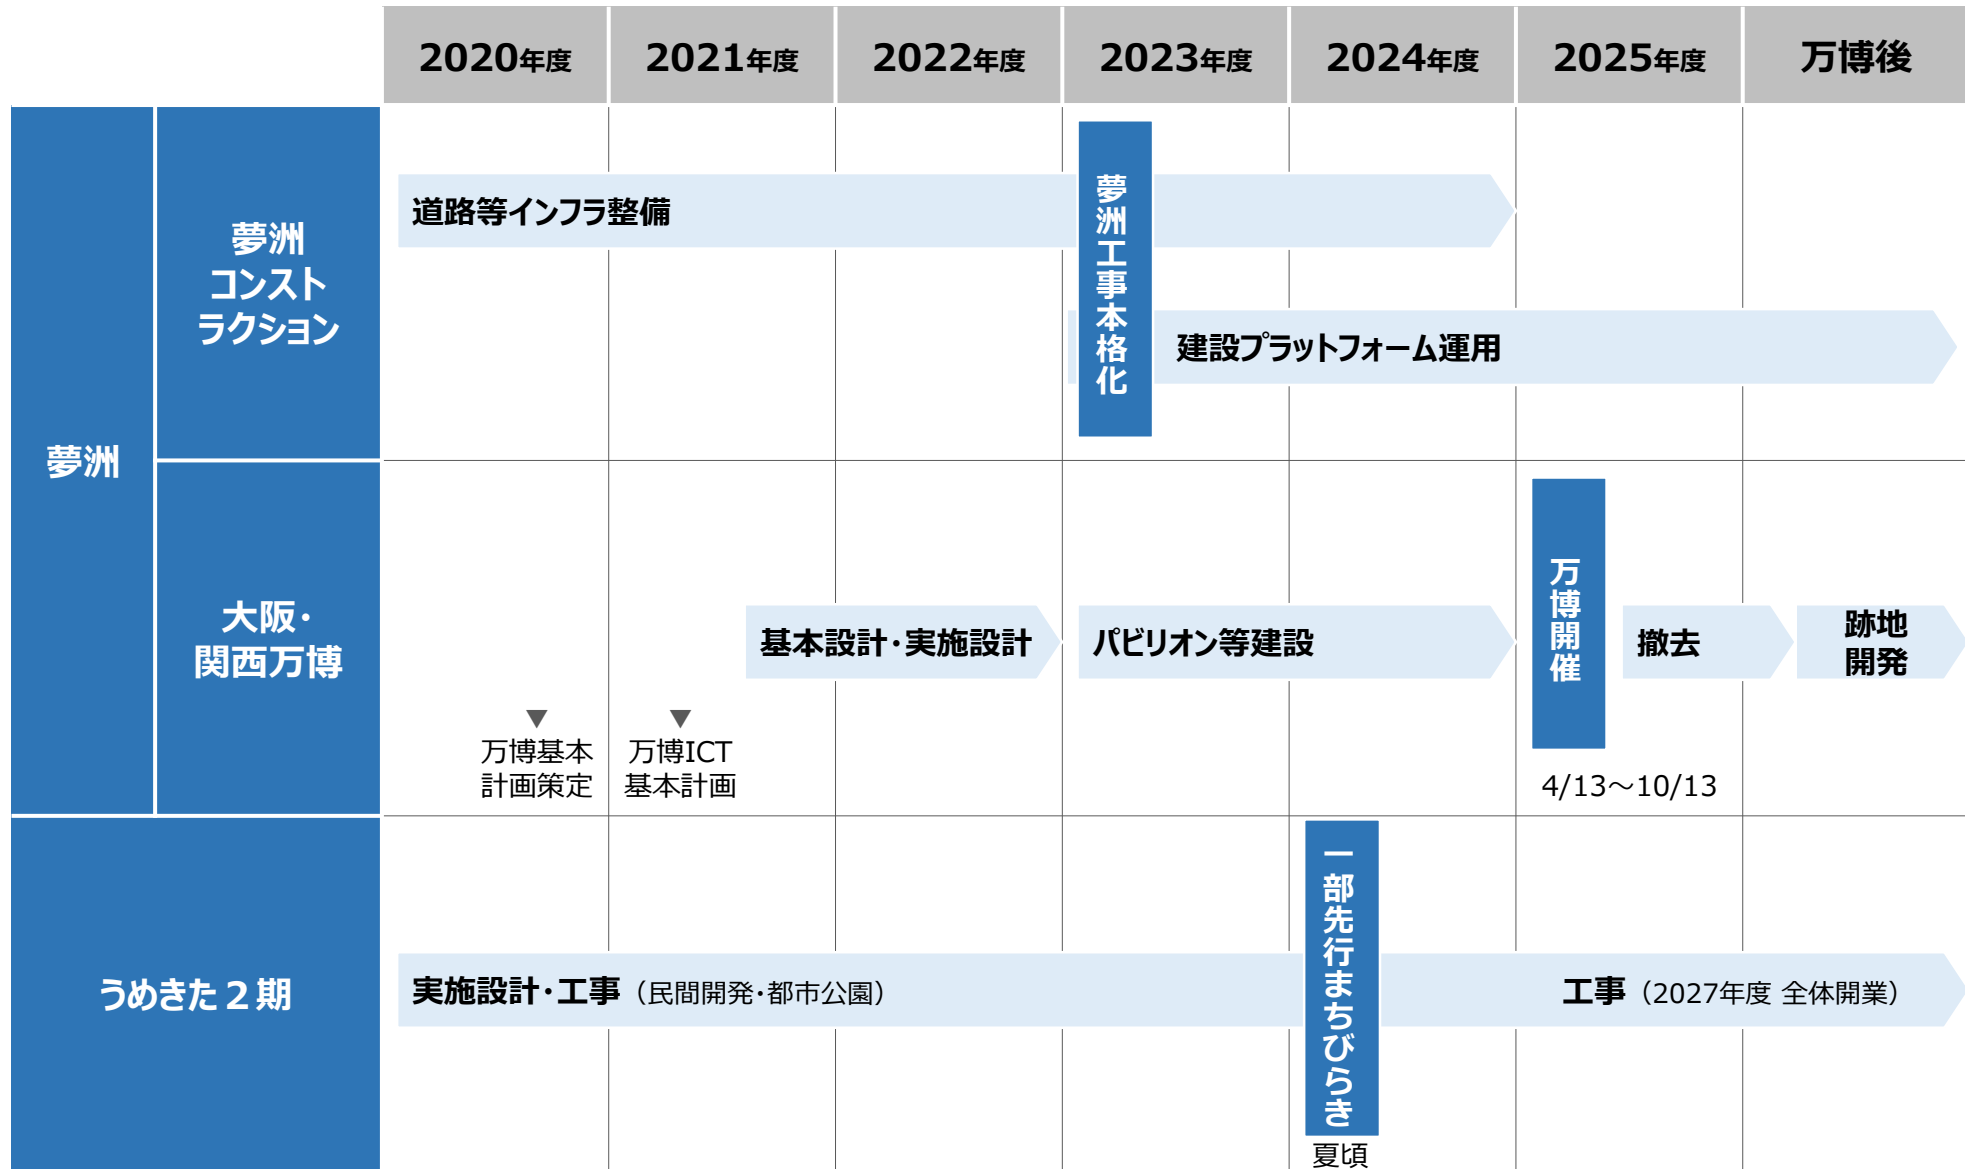 2020年度
2021年度
2022年度
2023年度
2024年度
2025年度
万博後
夢洲
夢洲
コンスト
ラクション
道路等インフラ整備
夢洲工事本格化
建設プラットフォーム運用
大阪・
関西万博
万博基本
計画策定
万博ICT
基本計画
基本設計・実施設計
パビリオン等建設
万博開催
4/13～10/13
撤去
跡地
開発
うめきた２期
実施設計・工事（民間開発・都市公園）
一部先行まちびらき
夏頃
工事（2027年度 全体開業）